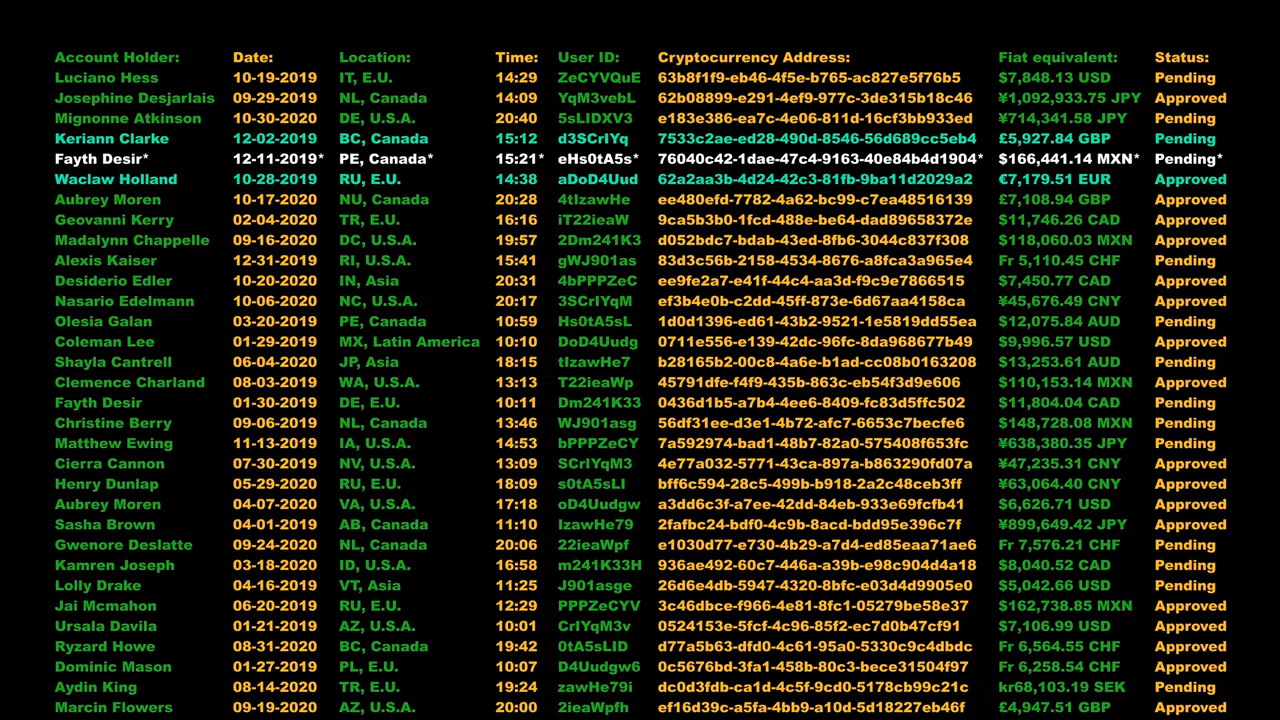 Account Holder: Date: Location: Time: User ID: Cryptocurrency Address: Fiat equivalent: Status:
Luciano Hess 10-19-2019 IT, E.U. 14:29 ZeCYVQuE 63b8f1f9-eb46-4f5e-b765-ac827e5f76b5 $7,848.13 USD Pending
Josephine Desjarlais 09-29-2019 NL, Canada 14:09 YqM3vebL 62b08899-e291-4ef9-977c-3de315b18c46 ¥1,092,933.75 JPY Approved
Mignonne Atkinson 10-30-2020 DE, U.S.A. 20:40 5sLIDXV3 e183e386-ea7c-4e06-811d-16cf3bb933ed ¥714,341.58 JPY Pending
Keriann Clarke 12-02-2019 BC, Canada 15:12 d3SCrIYq 7533c2ae-ed28-490d-8546-56d689cc5eb4 £5,927.84 GBP Pending
Fayth Desir* 12-11-2019* PE, Canada* 15:21* eHs0tA5s* 76040c42-1dae-47c4-9163-40e84b4d1904* $166,441.14 MXN* Pending*
Waclaw Holland 10-28-2019 RU, E.U. 14:38 aDoD4Uud 62a2aa3b-4d24-42c3-81fb-9ba11d2029a2 €7,179.51 EUR Approved
Aubrey Moren 10-17-2020 NU, Canada 20:28 4tIzawHe ee480efd-7782-4a62-bc99-c7ea48516139 £7,108.94 GBP Approved
Geovanni Kerry 02-04-2020 TR, E.U. 16:16 iT22ieaW 9ca5b3b0-1fcd-488e-be64-dad89658372e $11,746.26 CAD Approved
Madalynn Chappelle 09-16-2020 DC, U.S.A. 19:57 2Dm241K3 d052bdc7-bdab-43ed-8fb6-3044c837f308 $118,060.03 MXN Approved
Alexis Kaiser 12-31-2019 RI, U.S.A. 15:41 gWJ901as 83d3c56b-2158-4534-8676-a8fca3a965e4 Fr 5,110.45 CHF Pending
Desiderio Edler 10-20-2020 IN, Asia 20:31 4bPPPZeC ee9fe2a7-e41f-44c4-aa3d-f9c9e7866515 $7,450.77 CAD Approved
Nasario Edelmann 10-06-2020 NC, U.S.A. 20:17 3SCrIYqM ef3b4e0b-c2dd-45ff-873e-6d67aa4158ca ¥45,676.49 CNY Approved
Olesia Galan 03-20-2019 PE, Canada 10:59 Hs0tA5sL 1d0d1396-ed61-43b2-9521-1e5819dd55ea $12,075.84 AUD Pending
Coleman Lee 01-29-2019 MX, Latin America 10:10 DoD4Uudg 0711e556-e139-42dc-96fc-8da968677b49 $9,996.57 USD Approved
Shayla Cantrell 06-04-2020 JP, Asia 18:15 tIzawHe7 b28165b2-00c8-4a6e-b1ad-cc08b0163208 $13,253.61 AUD Pending
Clemence Charland 08-03-2019 WA, U.S.A. 13:13 T22ieaWp 45791dfe-f4f9-435b-863c-eb54f3d9e606 $110,153.14 MXN Approved
Fayth Desir 01-30-2019 DE, E.U. 10:11 Dm241K33 0436d1b5-a7b4-4ee6-8409-fc83d5ffc502 $11,804.04 CAD Pending
Christine Berry 09-06-2019 NL, Canada 13:46 WJ901asg 56df31ee-d3e1-4b72-afc7-6653c7becfe6 $148,728.08 MXN Pending
Matthew Ewing 11-13-2019 IA, U.S.A. 14:53 bPPPZeCY 7a592974-bad1-48b7-82a0-575408f653fc ¥638,380.35 JPY Pending
Cierra Cannon 07-30-2019 NV, U.S.A. 13:09 SCrIYqM3 4e77a032-5771-43ca-897a-b863290fd07a ¥47,235.31 CNY Approved
Henry Dunlap 05-29-2020 RU, E.U. 18:09 s0tA5sLI bff6c594-28c5-499b-b918-2a2c48ceb3ff ¥63,064.40 CNY Approved
Aubrey Moren 04-07-2020 VA, U.S.A. 17:18 oD4Uudgw a3dd6c3f-a7ee-42dd-84eb-933e69fcfb41 $6,626.71 USD Approved
Sasha Brown 04-01-2019 AB, Canada 11:10 IzawHe79 2fafbc24-bdf0-4c9b-8acd-bdd95e396c7f ¥899,649.42 JPY Approved
Gwenore Deslatte 09-24-2020 NL, Canada 20:06 22ieaWpf e1030d77-e730-4b29-a7d4-ed85eaa71ae6 Fr 7,576.21 CHF Pending
Kamren Joseph 03-18-2020 ID, U.S.A. 16:58 m241K33H 936ae492-60c7-446a-a39b-e98c904d4a18 $8,040.52 CAD Pending
Lolly Drake 04-16-2019 VT, Asia 11:25 J901asge 26d6e4db-5947-4320-8bfc-e03d4d9905e0 $5,042.66 USD Pending
Jai Mcmahon 06-20-2019 RU, E.U. 12:29 PPPZeCYV 3c46dbce-f966-4e81-8fc1-05279be58e37 $162,738.85 MXN Approved
Ursala Davila 01-21-2019 AZ, U.S.A. 10:01 CrIYqM3v 0524153e-5fcf-4c96-85f2-ec7d0b47cf91 $7,106.99 USD Approved
Ryzard Howe 08-31-2020 BC, Canada 19:42 0tA5sLID d77a5b63-dfd0-4c61-95a0-5330c9c4dbdc Fr 6,564.55 CHF Approved
Dominic Mason 01-27-2019 PL, E.U. 10:07 D4Uudgw6 0c5676bd-3fa1-458b-80c3-bece31504f97 Fr 6,258.54 CHF Approved
Aydin King 08-14-2020 TR, E.U. 19:24 zawHe79i dc0d3fdb-ca1d-4c5f-9cd0-5178cb99c21c kr68,103.19 SEK Pending
Marcin Flowers 09-19-2020 AZ, U.S.A. 20:00 2ieaWpfh ef16d39c-a5fa-4bb9-a10d-5d18227eb46f £4,947.51 GBP Approved